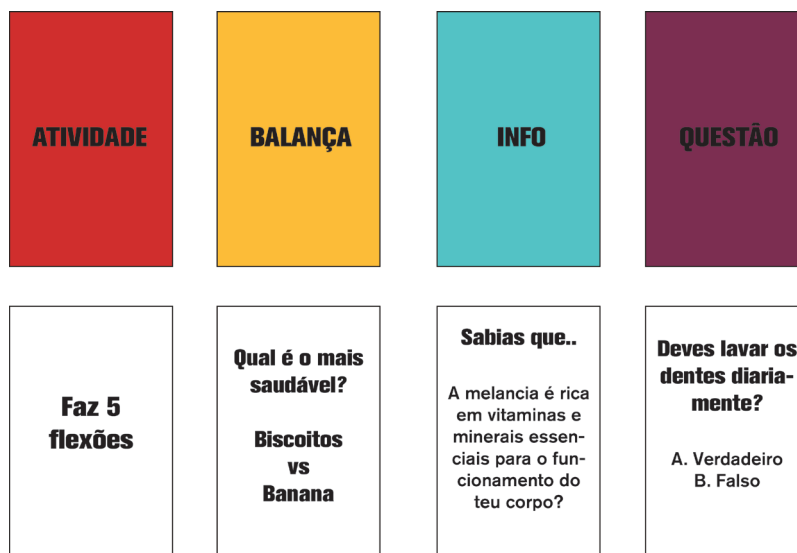 ATIVIDADE
BALANÇA
INFO
QUESTÃO
Faz 5
flexões
Qual é o mais
saudável?
Biscoitos
vs
Banana
Sabias que..
A melancia é rica
em vitaminas e
minerais essen-
ciais para o fun-
cionamento do
teu corpo?
Deves lavar os
dentes diaria-
mente?
A. Verdadeiro
B. Falso